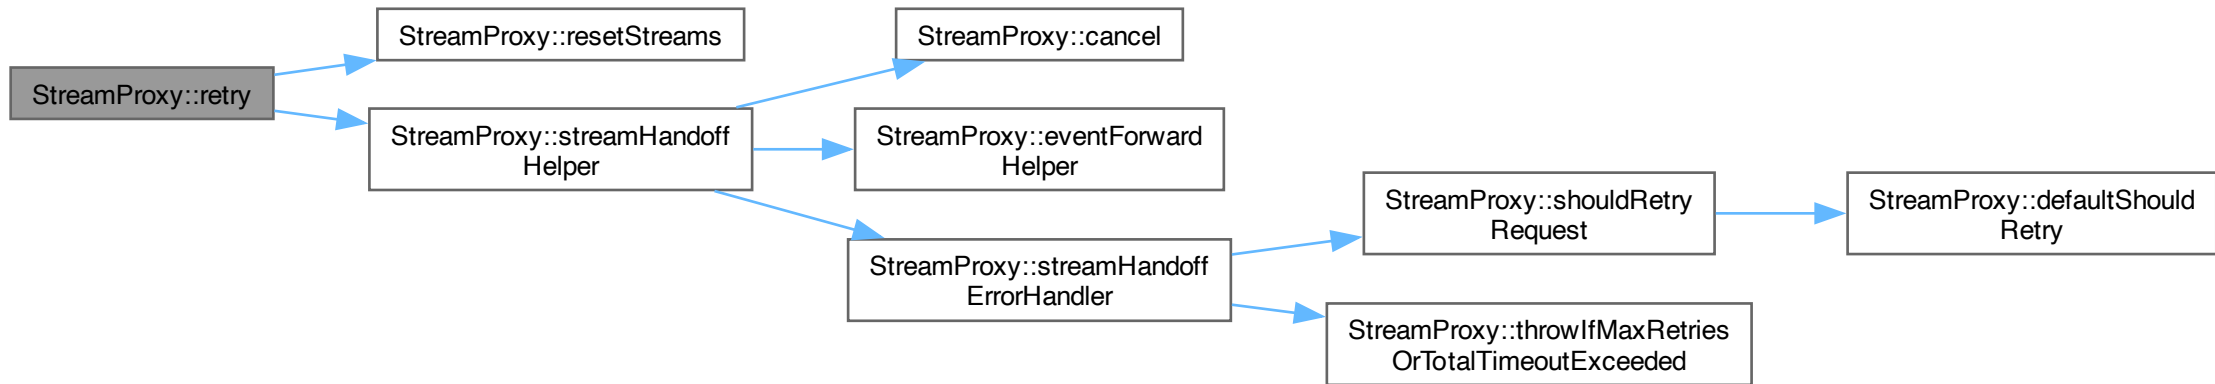 StreamProxy::retry
StreamProxy::resetStreams
StreamProxy::streamHandoff
Helper
StreamProxy::cancel
StreamProxy::eventForward
Helper
StreamProxy::streamHandoff
ErrorHandler
StreamProxy::shouldRetry
Request
StreamProxy::defaultShould
Retry
StreamProxy::throwIfMaxRetries
OrTotalTimeoutExceeded